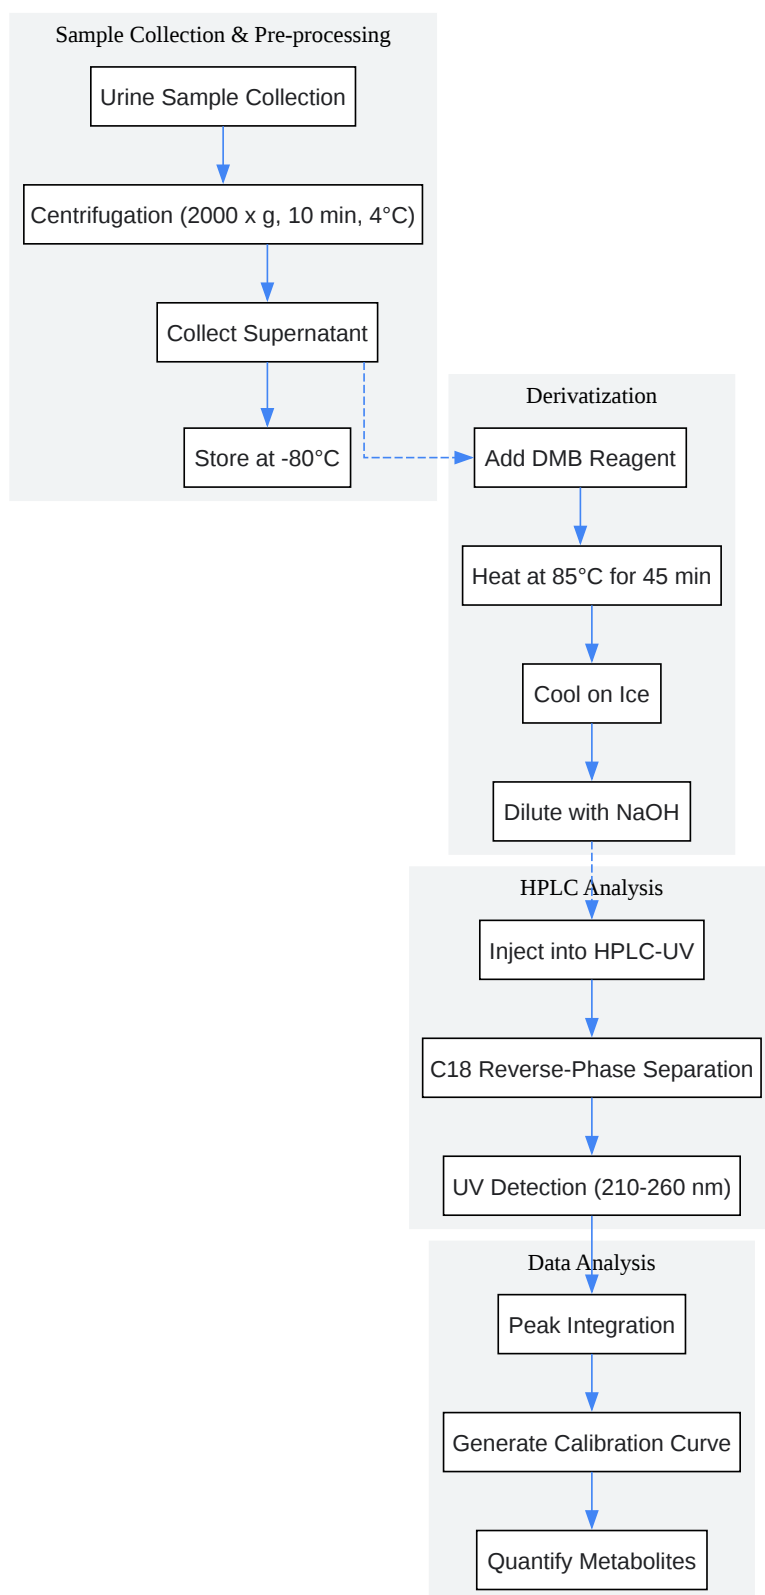 Sample Collection & Pre-processing
Urine Sample Collection
Centrifugation (2000 x g, 10 min, 4°C)
Collect Supernatant
Store at -80°C
Derivatization
Add DMB Reagent
Heat at 85°C for 45 min
Cool on Ice
Dilute with NaOH
HPLC Analysis
Inject into HPLC-UV
C18 Reverse-Phase Separation
UV Detection (210-260 nm)
Data Analysis
Peak Integration
Generate Calibration Curve
Quantify Metabolites